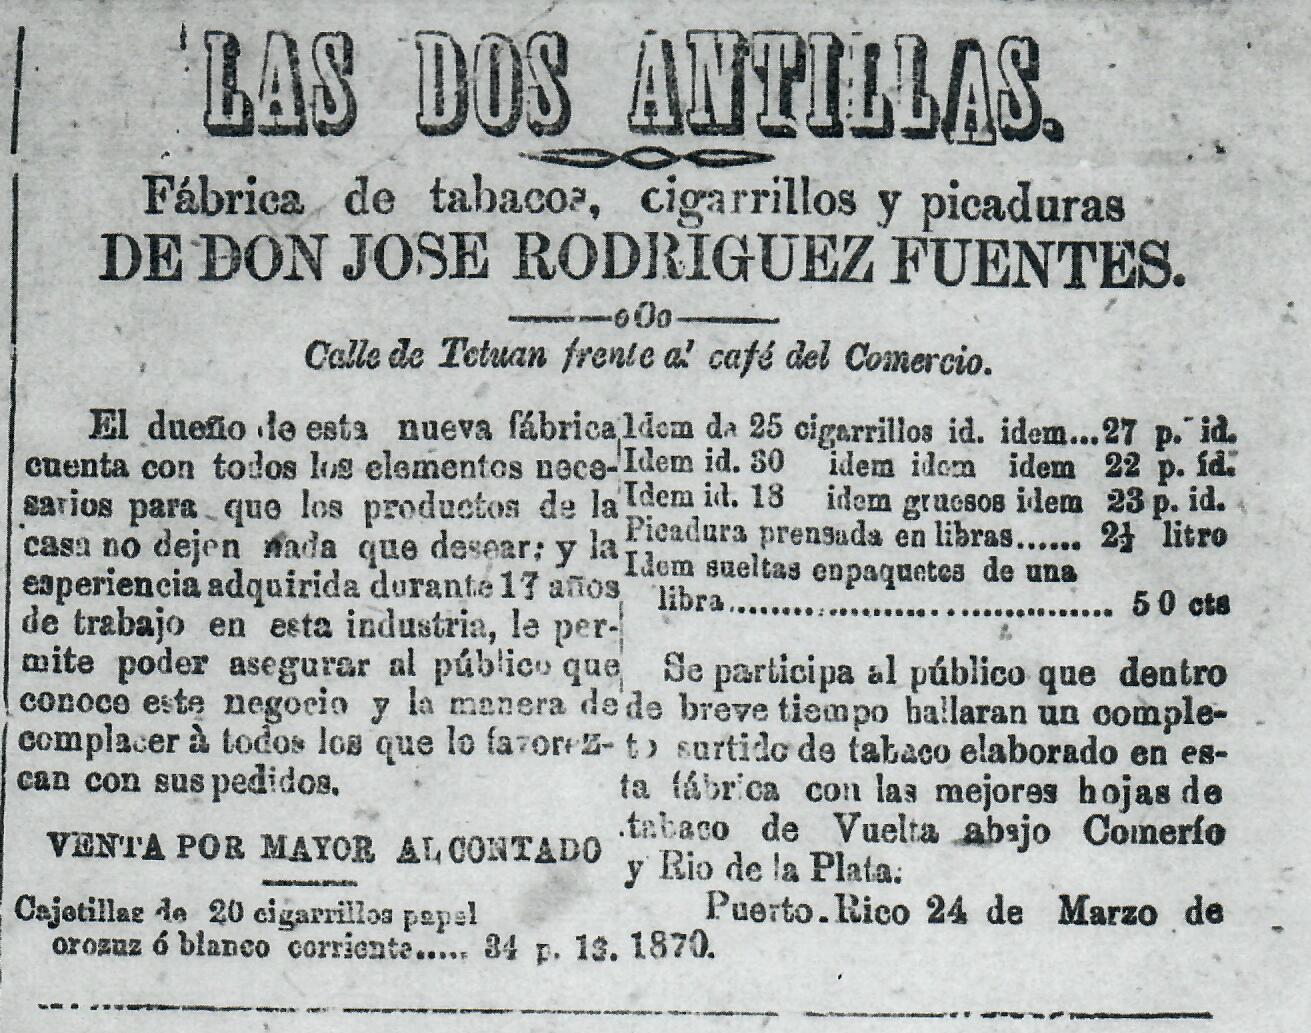 LAS DOS ANTILLAS.
Fábrica de tabacos, cigarrillos y picaduras
DE DON JOSE RODRIGUEZ FUENTES.
Calle de Tetuan frente al café del Comercio.
El dueño de esta nueva fábrica
cuenta con todos los elementos nece-
sarios para que los productos de la
casa no dejen nada que desear; y la
esperiencia adquirida durante 17 años
de trabajo en esta industria, le per-
mite poder asegurar al público que
conoce este negocio y la manera de
complacer à todos los que lo favorez-
can con sus pedidos.
VENTA POR MAYOR AL CONTADO
Cajetillas de 20 cigarrillos papel
orozuz ó blanco corriente..... 34 p. 1$.
Idem de 25 cigarrillos id. idem...27 p. id.
Idem id. 30 idem idem idem 22 p. id.
Idem id. 18 idem gruesos idem 23 p. id.
Picadura prensada en libras...... 2½ litro
Idem sueltas enpaquetes de una
libra........................................ 50 cts
Se participa al público que dentro
de breve tiempo hallaran un comple-
to surtido de tabaco elaborado en es-
ta fábrica con las mejores hojas de
tabaco de Vuelta abajo Comerío
y Rio de la Plata.
Puerto-Rico 24 de Marzo de
1870.